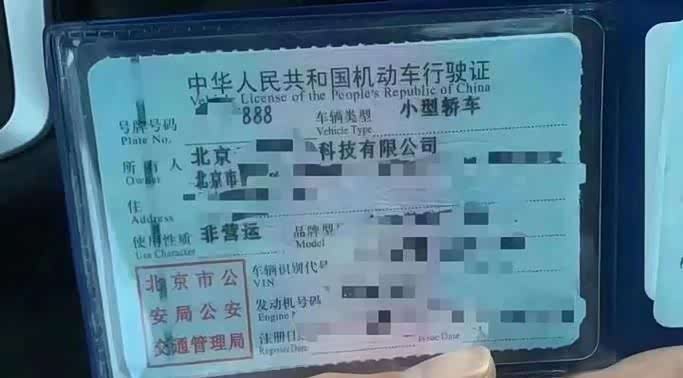 中华人民共和国机动车行驶证
Vehicle License of the People's Republic of China
号牌号码 888 车辆类型 小型轿车
Plate No. Vehicle Type
所有人 北京 科技有限公司
Owner
住 北京市
Address
使用性质 非营运 品牌型
Use Character Model
车辆识别代号
VIN
发动机号码
Engine
注册日
Register Date Issue Date
北京市公
安局公安
交通管理局